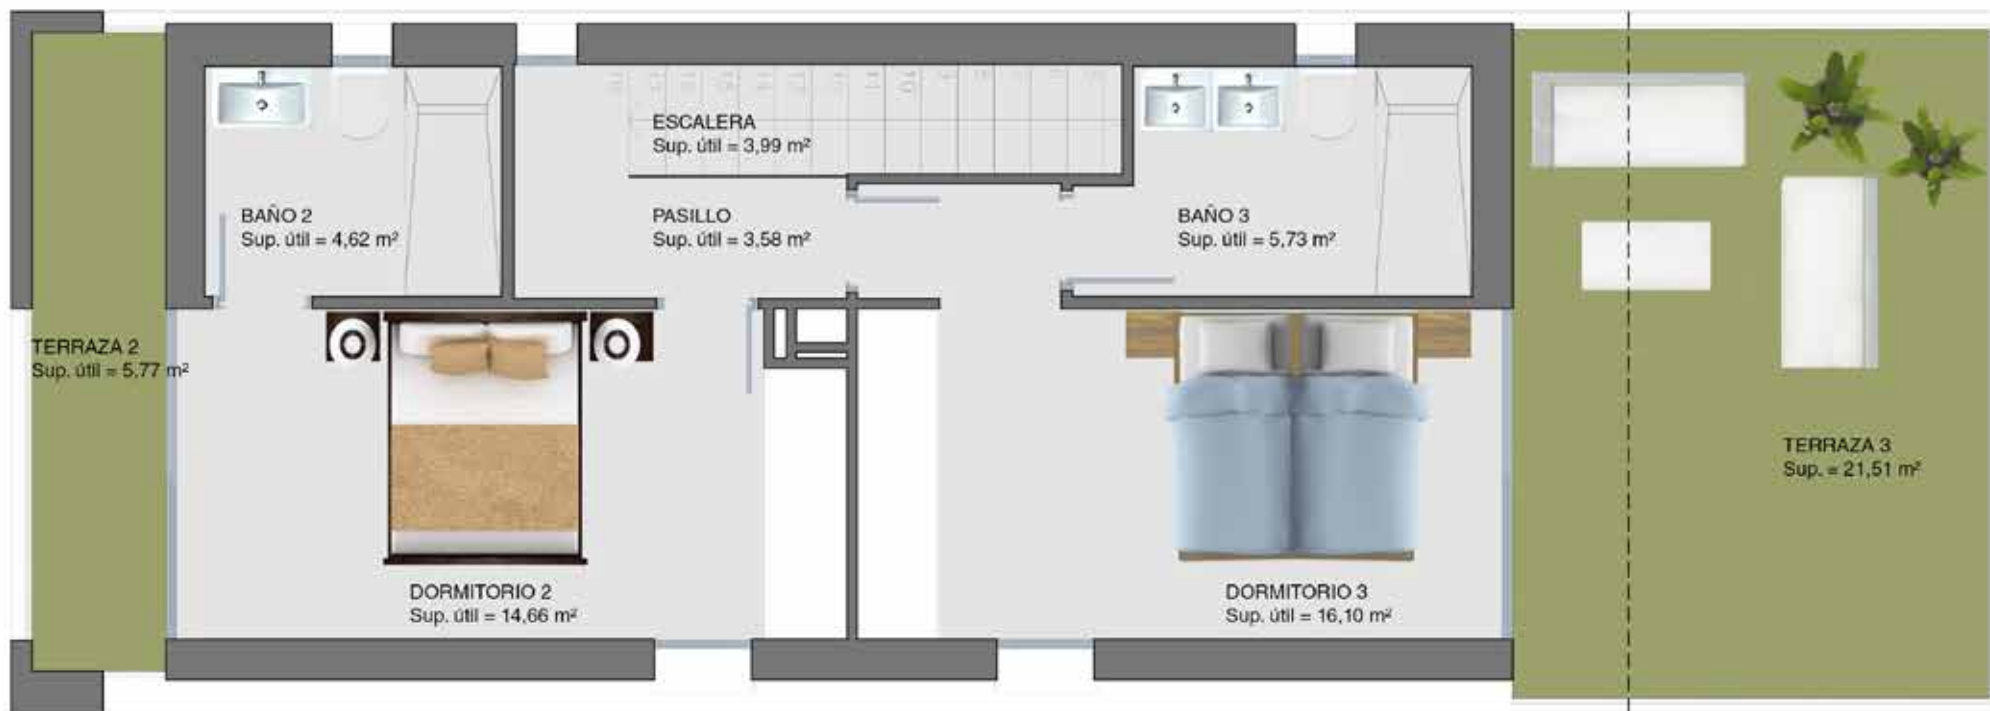 ESCALERA
Sup. útil = 3,99 m²
BAÑO 2
Sup. útil = 4,62 m²
PASILLO
Sup. útil = 3,58 m²
BAÑO 3
Sup. útil = 5,73 m²
TERRAZA 2
Sup. útil = 5,77 m²
TERRAZA 3
Sup. = 21,51 m²
DORMITORIO 2
Sup. útil = 14,66 m²
DORMITORIO 3
Sup. útil = 16,10 m²